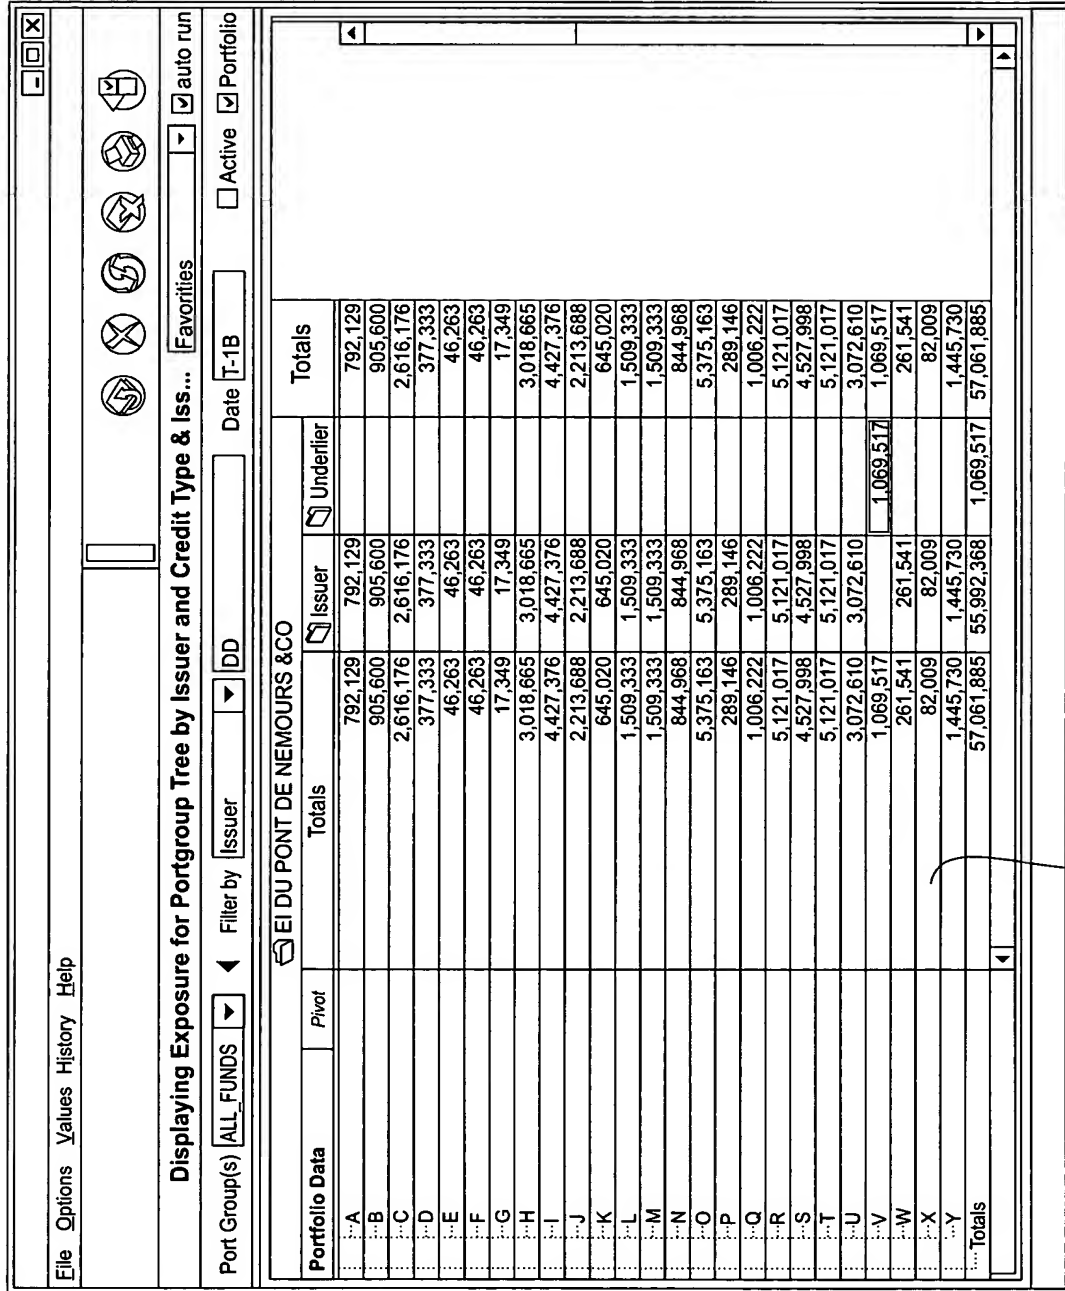 File Options Values History Help
Displaying Exposure for Portgroup Tree by Issuer and Credit Type & Iss... Favorites auto run
Port Group(s) ALL_FUNDS Filter by Issuer DD Date T-1B Active Portfolio
EI DU PONT DE NEMOURS &CO
Portfolio Data Pivot Totals Issuer Underlier Totals
A 792,129 792,129 792,129
B 905,600 905,600 905,600
C 2,616,176 2,616,176 2,616,176
D 377,333 377,333 377,333
E 46,263 46,263 46,263
F 46,263 46,263 46,263
G 17,349 17,349 17,349
H 3,018,665 3,018,665 3,018,665
I 4,427,376 4,427,376 4,427,376
J 2,213,688 2,213,688 2,213,688
K 645,020 645,020 645,020
L 1,509,333 1,509,333 1,509,333
M 1,509,333 1,509,333 1,509,333
N 844,968 844,968 844,968
O 5,375,163 5,375,163 5,375,163
P 289,146 289,146 289,146
Q 1,006,222 1,006,222 1,006,222
R 5,121,017 5,121,017 5,121,017
S 4,527,998 4,527,998 4,527,998
T 5,121,017 5,121,017 5,121,017
U 3,072,610 3,072,610 3,072,610
V 1,069,517 1,069,517 1,069,517
W 261,541 261,541 261,541
X 82,009 82,009 82,009
Y 1,445,730 1,445,730 1,445,730
Totals 57,061,885 55,992,368 1,069,517 57,061,885